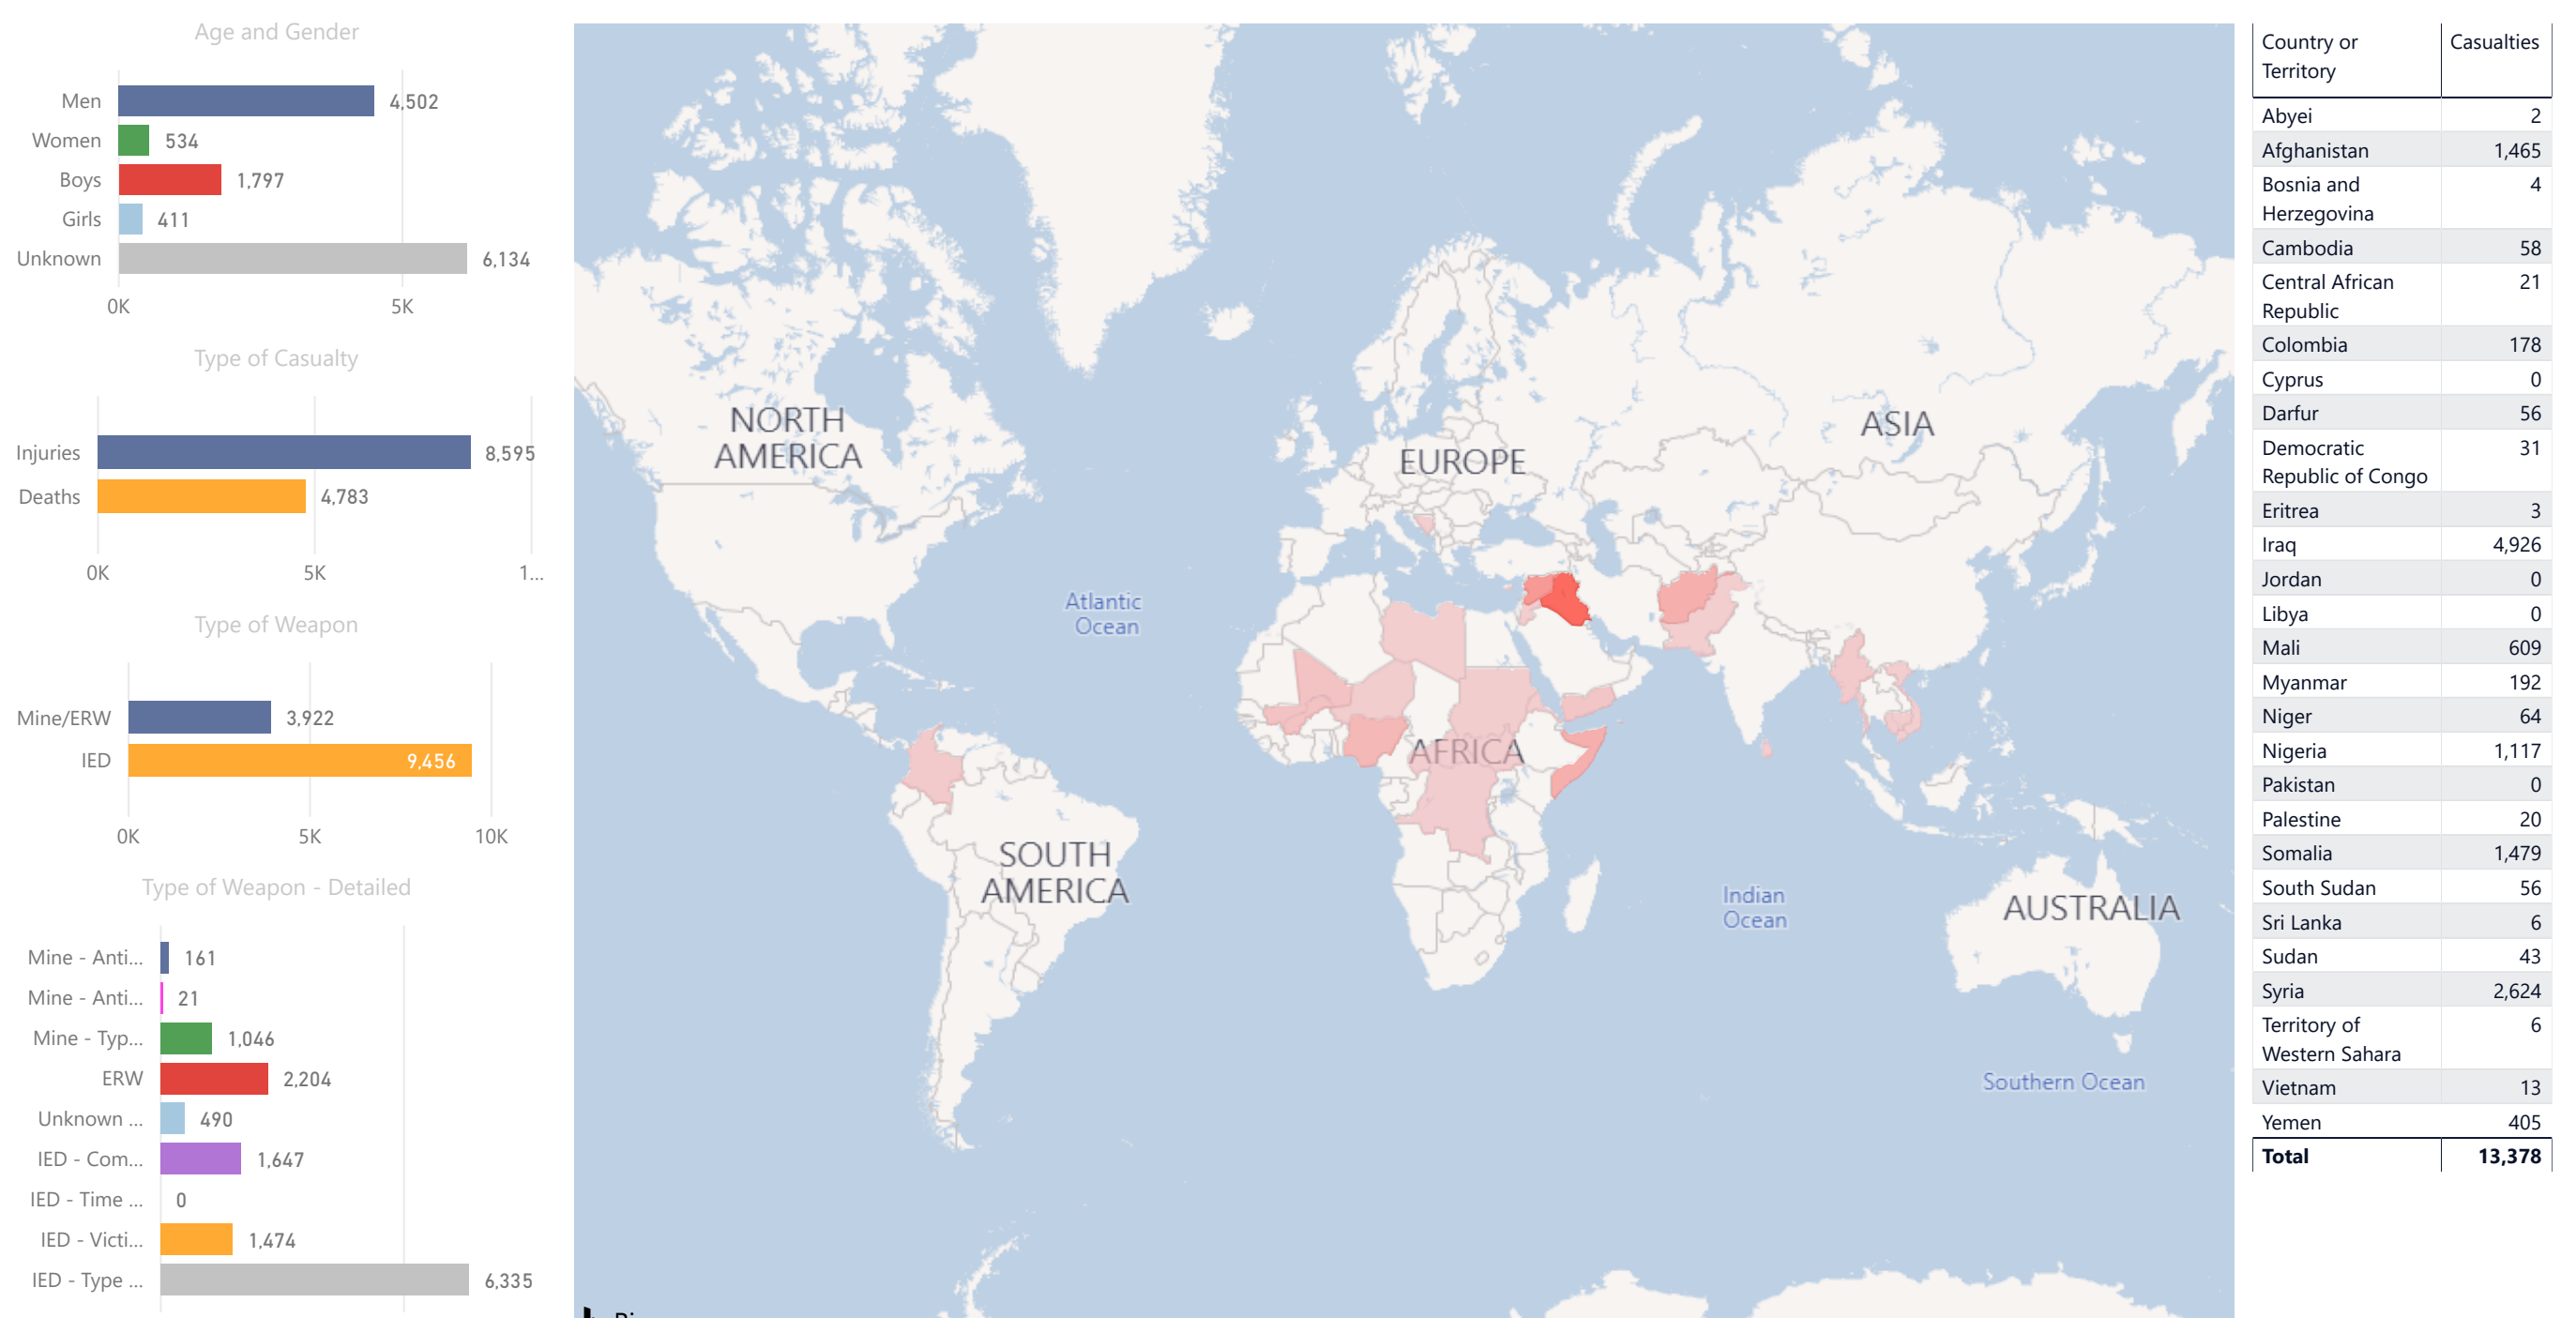 Age and Gender
Men 4,502
Women 534
Boys 1,797
Girls 411
Unknown 6,134
0K 5K
Type of Casualty
Injuries 8,595
Deaths 4,783
0K 5K 1...
Type of Weapon
Mine/ERW 3,922
IED 9,456
0K 5K 10K
Type of Weapon - Detailed
Mine - Anti... 161
Mine - Anti... 21
Mine - Typ... 1,046
ERW 2,204
Unknown ... 490
IED - Com... 1,647
IED - Time ... 0
IED - Victi... 1,474
IED - Type ... 6,335
NORTH
AMERICA
EUROPE
ASIA
Atlantic
Ocean
AFRICA
SOUTH
AMERICA
Indian
Ocean
AUSTRALIA
Southern Ocean
Country or
Territory
Casualties
Abyei 2
Afghanistan 1,465
Bosnia and 4
Herzegovina
Cambodia 58
Central African 21
Republic
Colombia 178
Cyprus 0
Darfur 56
Democratic 31
Republic of Congo
Eritrea 3
Iraq 4,926
Jordan 0
Libya 0
Mali 609
Myanmar 192
Niger 64
Nigeria 1,117
Pakistan 0
Palestine 20
Somalia 1,479
South Sudan 56
Sri Lanka 6
Sudan 43
Syria 2,624
Territory of 6
Western Sahara
Vietnam 13
Yemen 405
Total 13,378